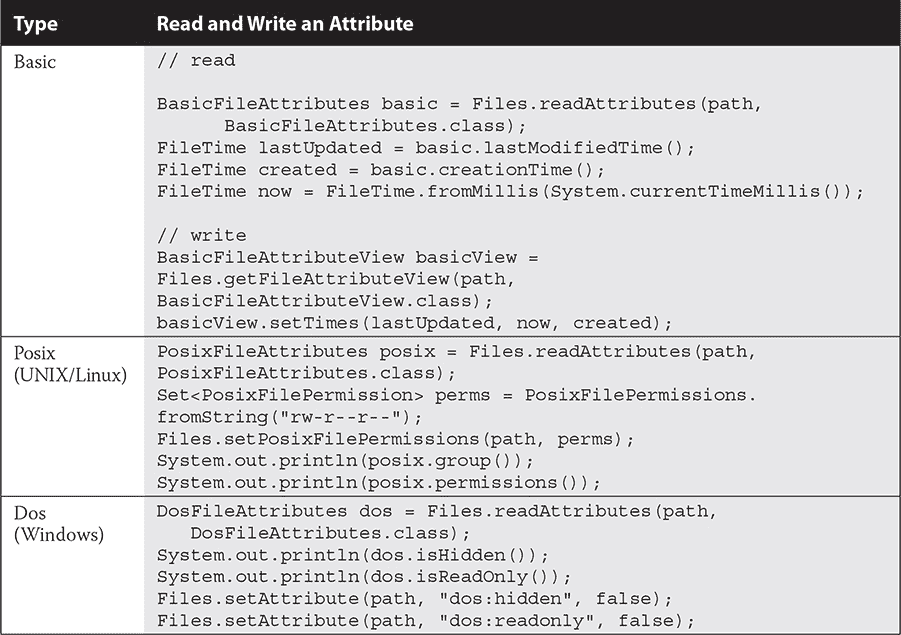 Type Read and Write an Attribute
Basic // read
BasicFileAttributes basic = Files.readAttributes(path,
BasicFileAttributes.class);
FileTime lastUpdated = basic.lastModifiedTime();
FileTime created = basic.creationTime();
FileTime now = FileTime.fromMillis(System.currentTimeMillis());
// write
BasicFileAttributeView basicView =
Files.getFileAttributeView(path,
BasicFileAttributeView.class);
basicView.setTimes(lastUpdated, now, created);
Posix PosixFileAttributes posix = Files.readAttributes(path,
(UNIX/Linux) PosixFileAttributes.class);
Set<PosixFilePermission> perms = PosixFilePermissions.
fromString("rw-r--r--");
Files.setPosixFilePermissions(path, perms);
System.out.println(posix.group());
System.out.println(posix.permissions());
Dos DosFileAttributes dos = Files.readAttributes(path,
(Windows) DosFileAttributes.class);
System.out.println(dos.isHidden());
System.out.println(dos.isReadOnly());
Files.setAttribute(path, "dos:hidden", false);
Files.setAttribute(path, "dos:readonly", false);